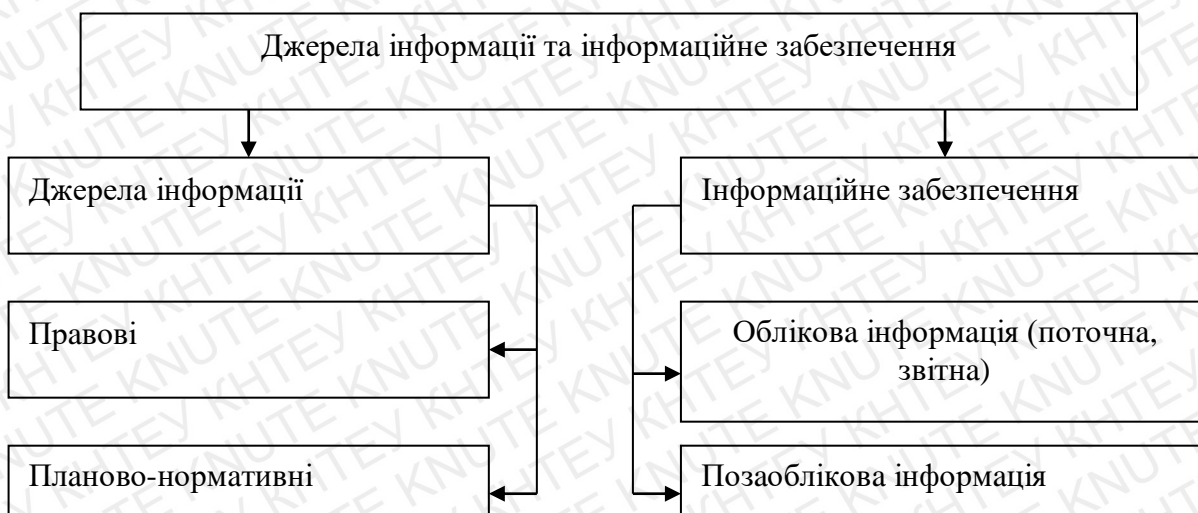 Джерела інформації та інформаційне забезпечення
Джерела інформації
Інформаційне забезпечення
Правові
Облікова інформація (поточна,
звітна)
Планово-нормативні
Позаоблікова інформація